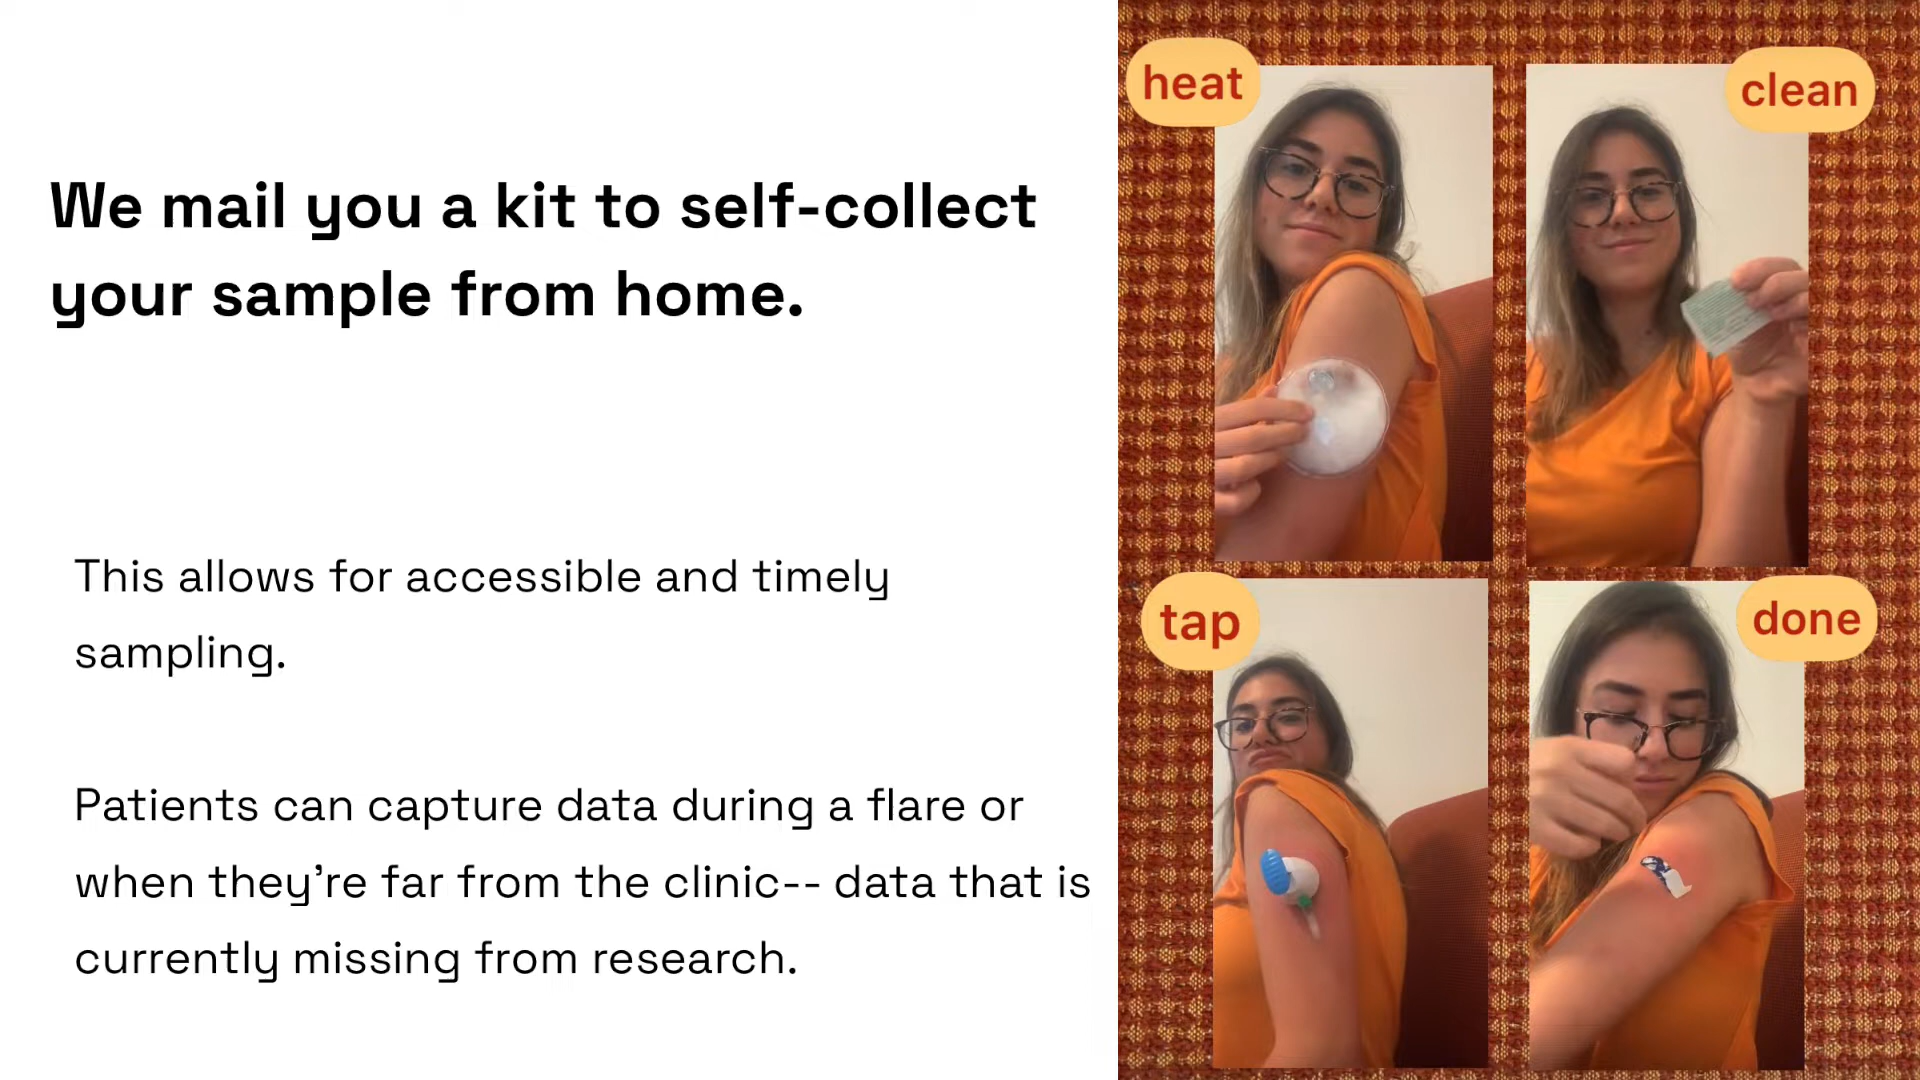 We mail you a kit to self-collect
your sample from home.
This allows for accessible and timely
sampling.
Patients can capture data during a flare or
when they're far from the clinic-- data that is
currently missing from research.
heat
clean
tap
done